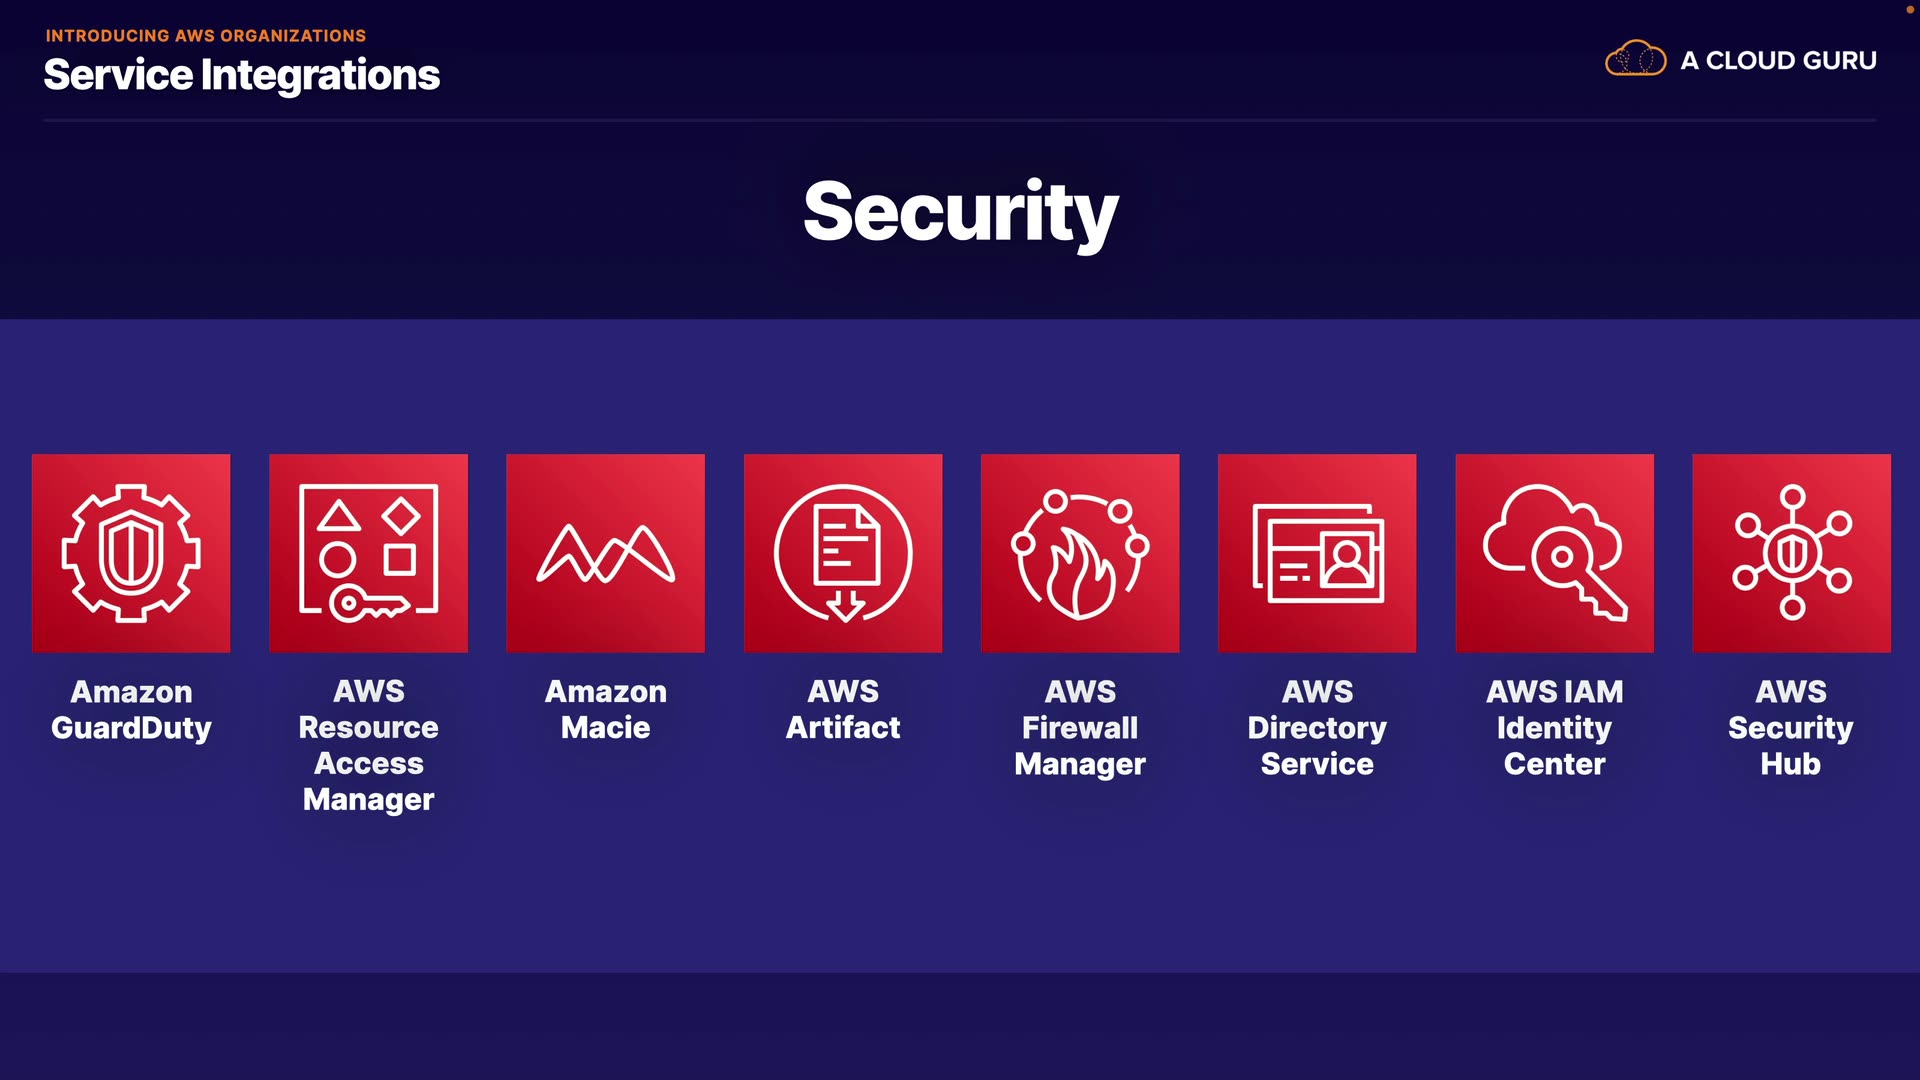 INTRODUCING AWS ORGANIZATIONS
Service Integrations
A CLOUD GURU
Security
Amazon
GuardDuty
AWS
Resource
Access
Manager
Amazon
Macie
AWS
Artifact
AWS
Firewall
Manager
AWS
Directory
Service
AWS IAM
Identity
Center
AWS
Security
Hub